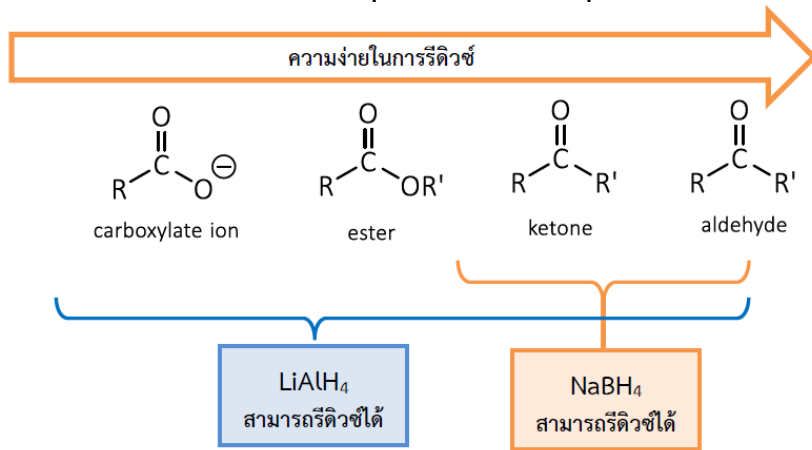 ความง่ายในการรีดิวซ์
O
R C O ⊖
carboxylate ion
O
R C OR'
ester
O
R C R'
ketone
O
R C R'
aldehyde
LiAlH₄
สามารถรีดิวซ์ได้
NaBH₄
สามารถรีดิวซ์ได้